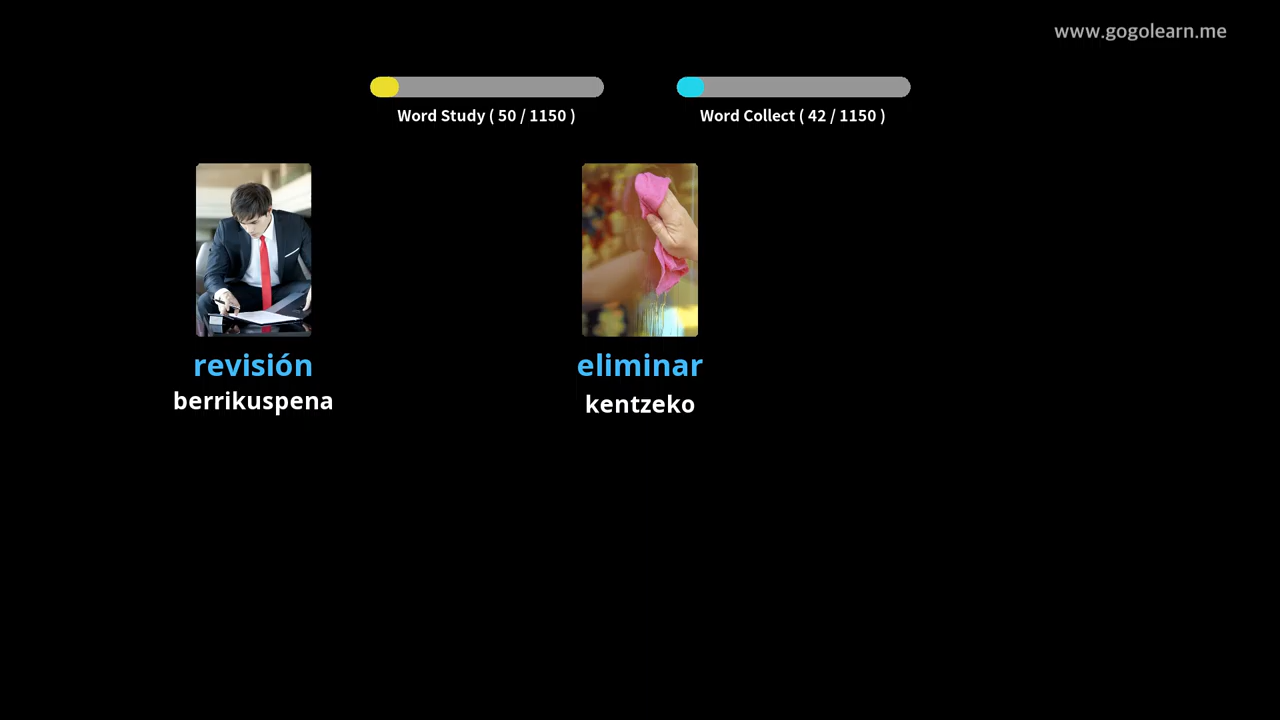 www.gogolearn.me
Word Study ( 50 / 1150 )
Word Collect ( 42 / 1150 )
revisión
berrikuspena
eliminar
kentzeko